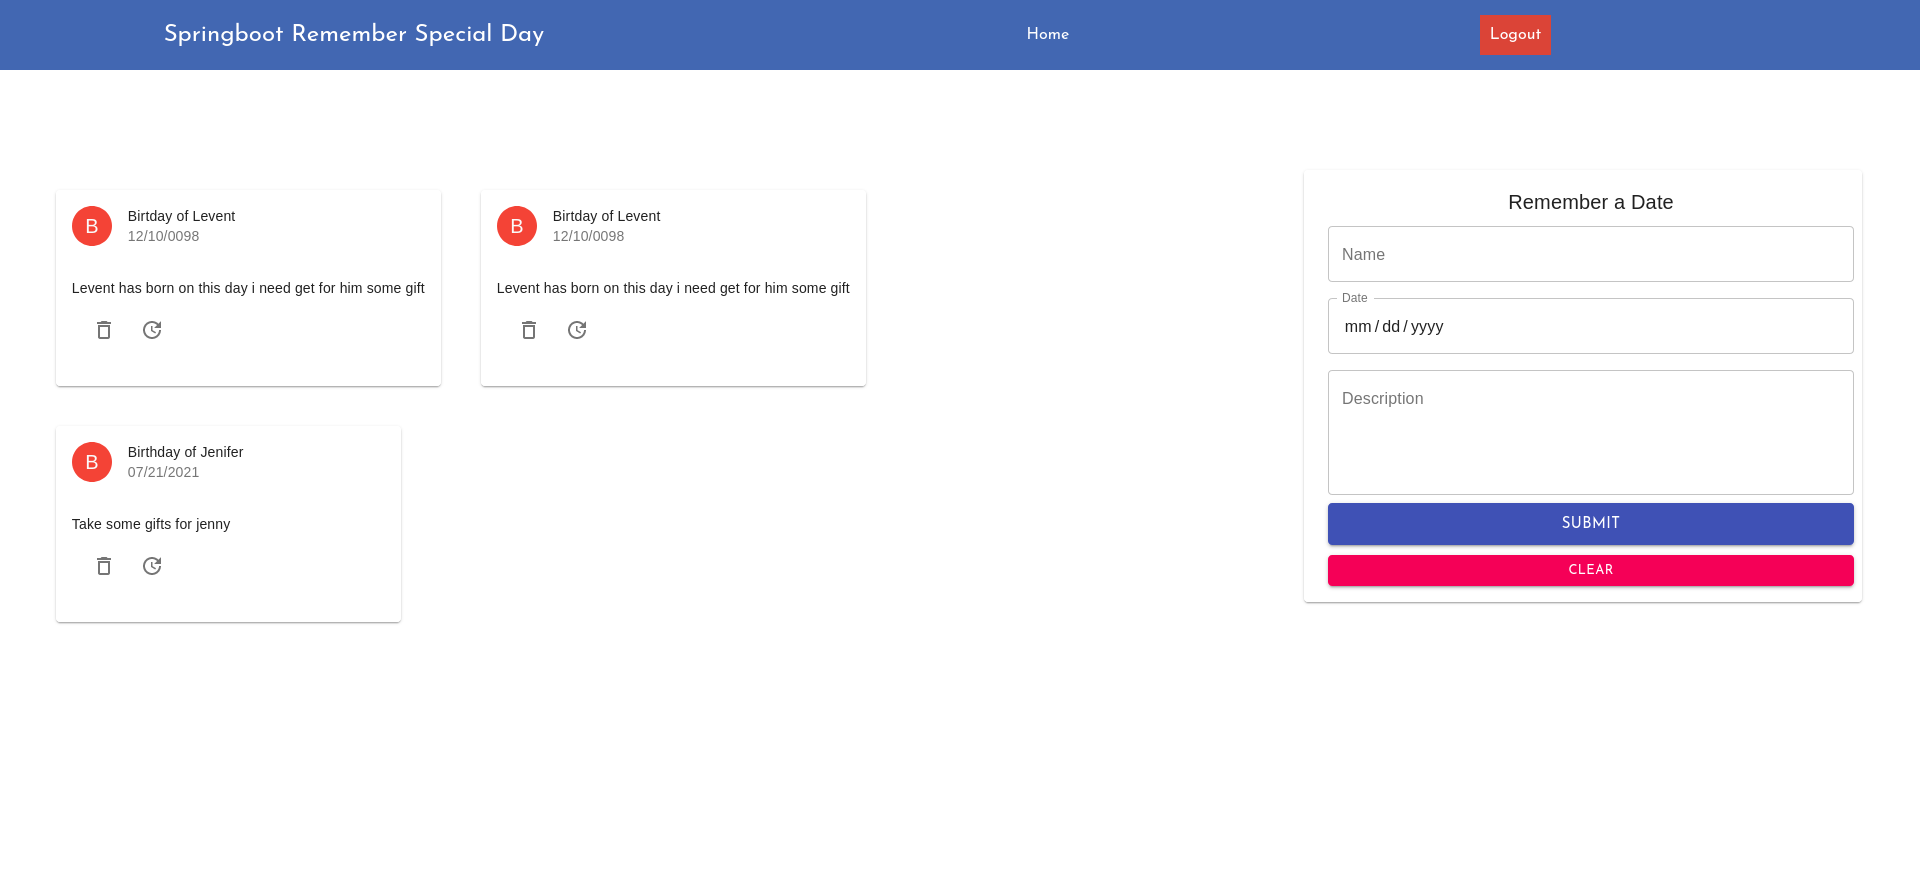 Springboot Remember Special Day
Home
Logout
B
Birtday of Levent
12/10/0098
Levent has born on this day i need get for him some gift
B
Birtday of Levent
12/10/0098
Levent has born on this day i need get for him some gift
B
Birthday of Jenifer
07/21/2021
Take some gifts for jenny
Remember a Date
Name
Date
mm/dd/yyyy
Description
SUBMIT
CLEAR